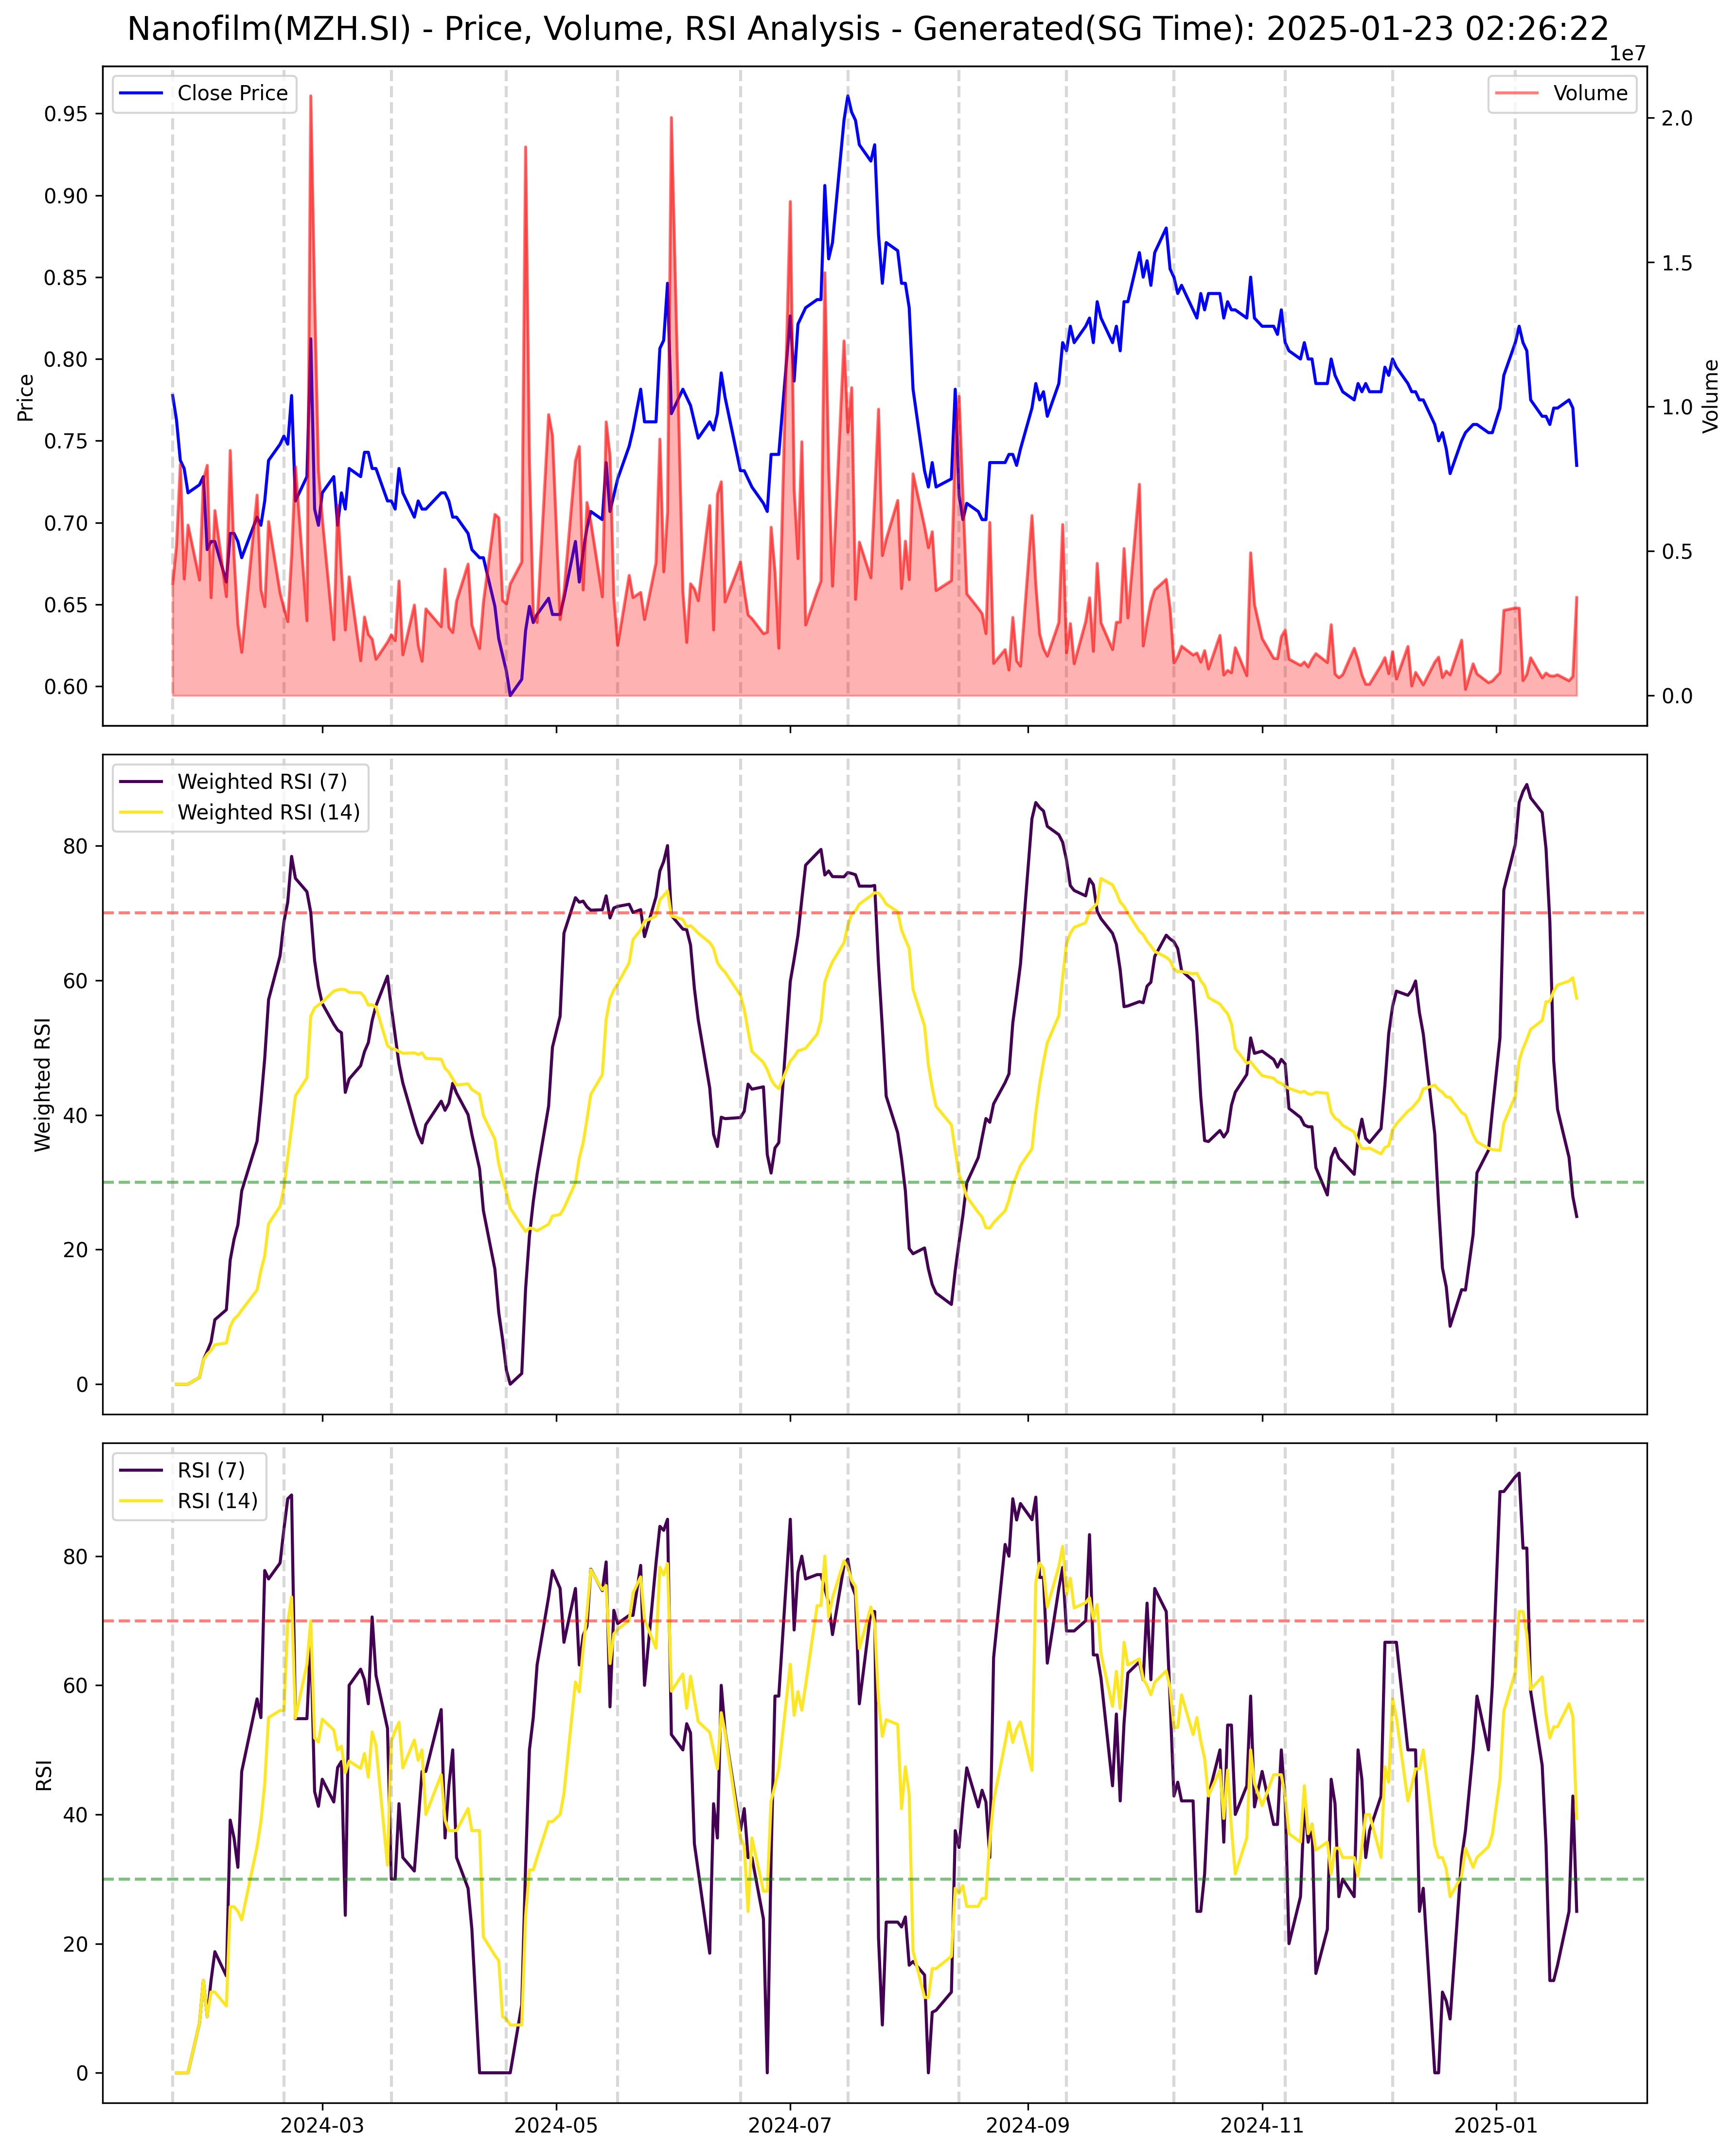 Nanofilm(MZH.SI) - Price, Volume, RSI Analysis - Generated(SG Time): 2025-01-23 02:26:22
1e7
Close Price
Volume
0.95
0.90
0.85
0.80
0.75
0.70
0.65
0.60
Price
2.0
1.5
1.0
0.5
0.0
Volume
Weighted RSI (7)
Weighted RSI (14)
80
60
40
20
0
Weighted RSI
RSI (7)
RSI (14)
80
60
40
20
0
RSI
2024-03
2024-05
2024-07
2024-09
2024-11
2025-01